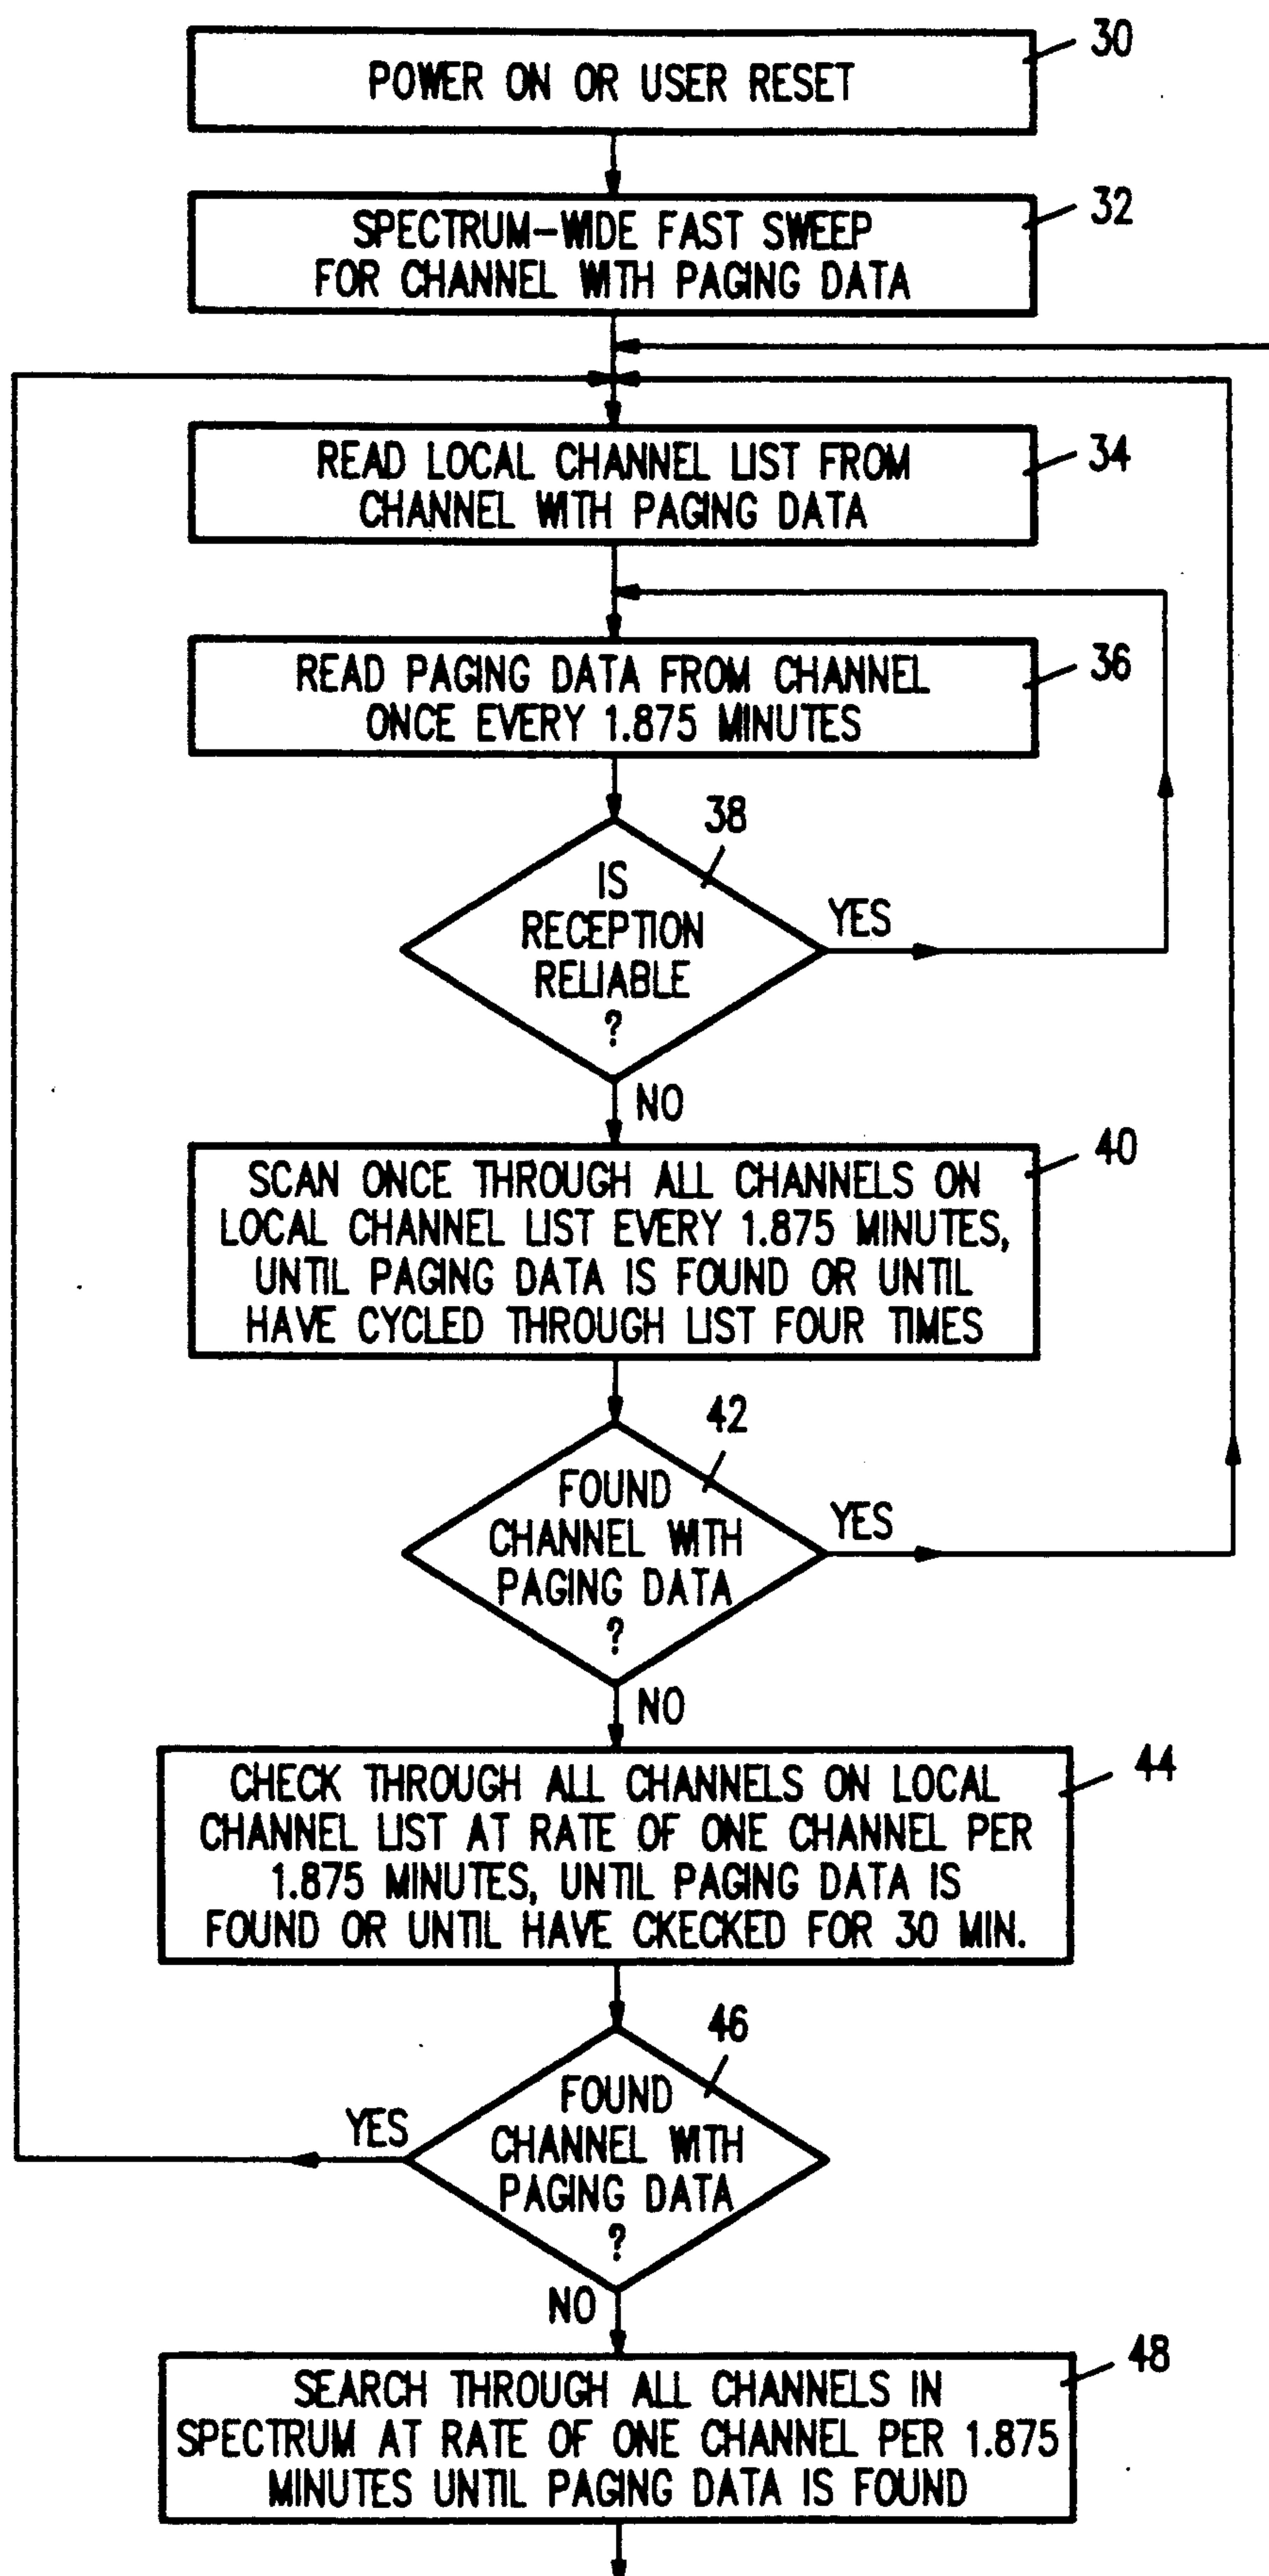 30
POWER ON OR USER RESET
32
SPECTRUM-WIDE FAST SWEEP
FOR CHANNEL WITH PAGING DATA
34
READ LOCAL CHANNEL LIST FROM
CHANNEL WITH PAGING DATA
36
READ PAGING DATA FROM CHANNEL
ONCE EVERY 1.875 MINUTES
38
IS
RECEPTION
RELIABLE
?
YES
NO
40
SCAN ONCE THROUGH ALL CHANNELS ON
LOCAL CHANNEL LIST EVERY 1.875 MINUTES,
UNTIL PAGING DATA IS FOUND OR UNTIL
HAVE CYCLED THROUGH LIST FOUR TIMES
42
FOUND
CHANNEL WITH
PAGING DATA
?
YES
NO
44
CHECK THROUGH ALL CHANNELS ON LOCAL
CHANNEL LIST AT RATE OF ONE CHANNEL PER
1.875 MINUTES, UNTIL PAGING DATA IS
FOUND OR UNTIL HAVE CKECKED FOR 30 MIN.
46
FOUND
CHANNEL WITH
PAGING DATA
?
YES
NO
48
SEARCH THROUGH ALL CHANNELS IN
SPECTRUM AT RATE OF ONE CHANNEL PER 1.875
MINUTES UNTIL PAGING DATA IS FOUND